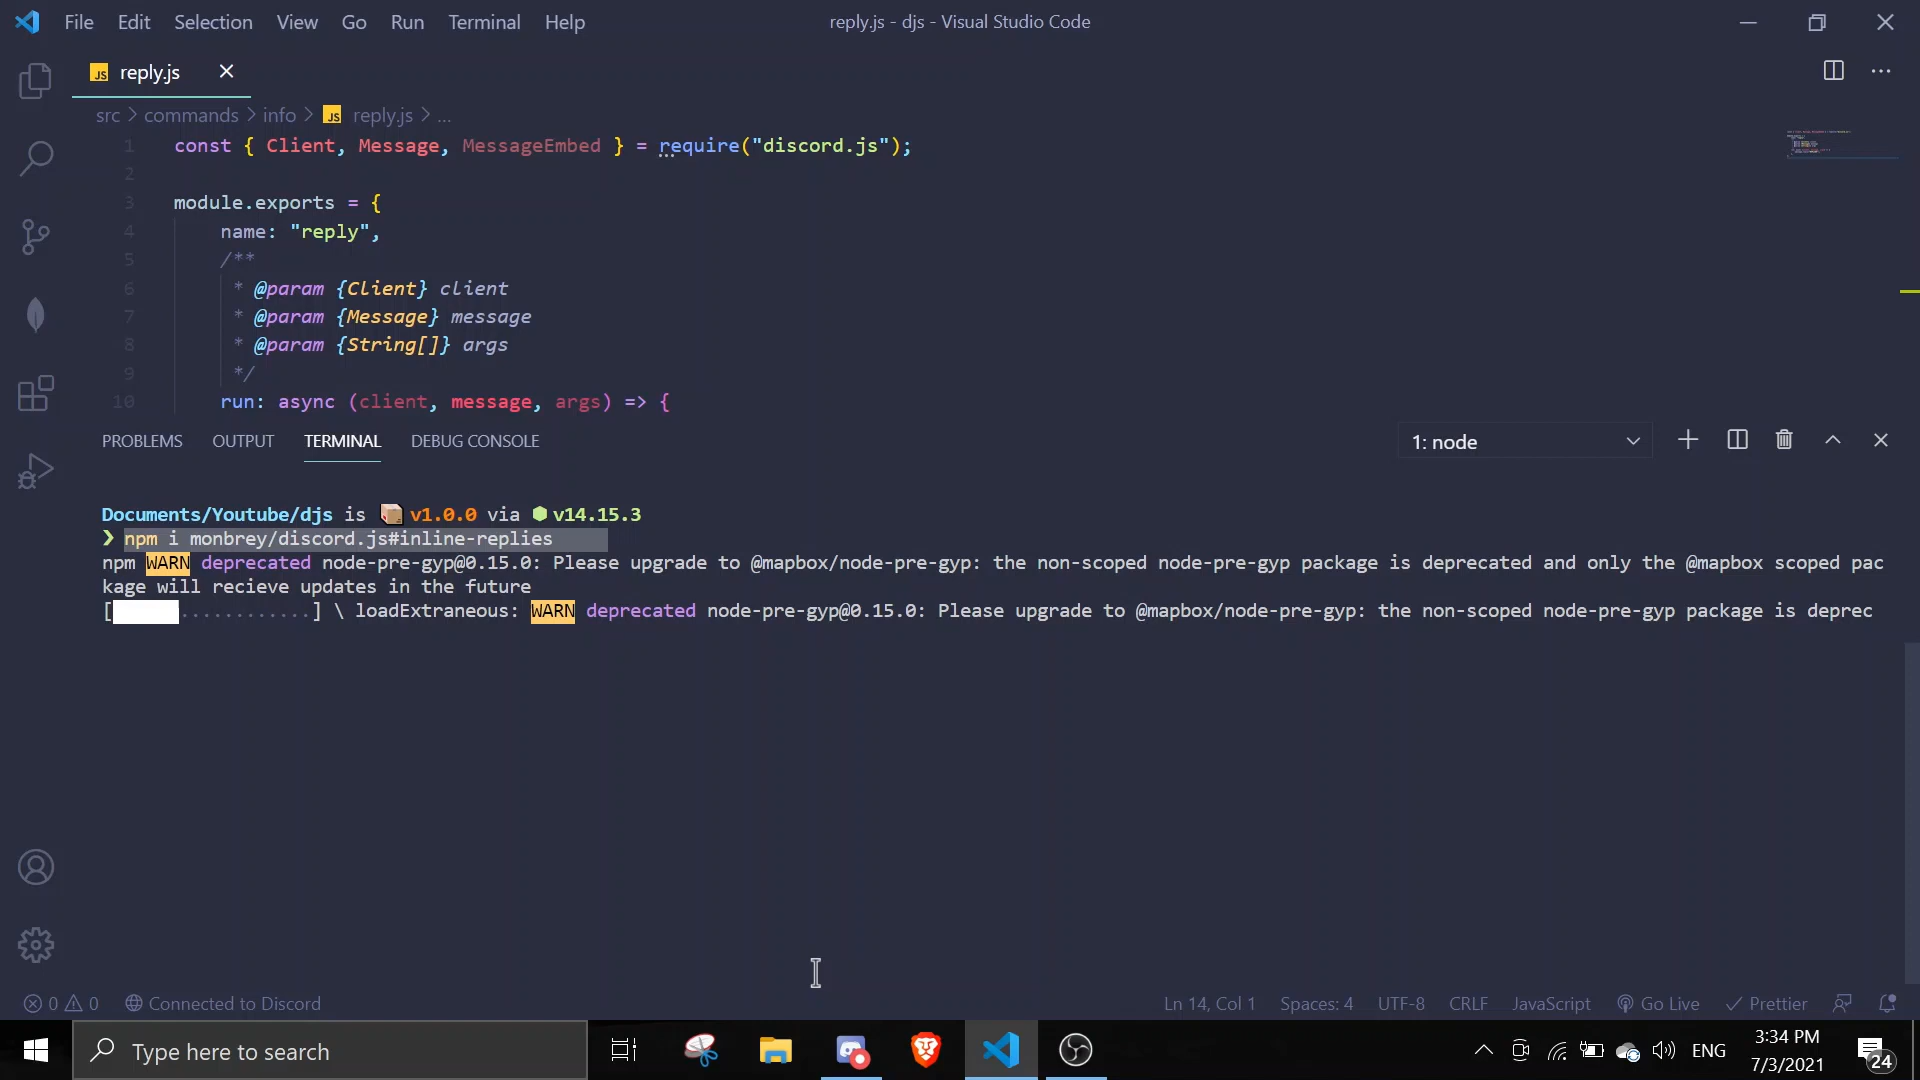 File Edit Selection View Go Run Terminal Help reply.js - djs - Visual Studio Code
JS reply.js
src > commands > info > JS reply.js > ...
1 const { Client, Message, MessageEmbed } = require("discord.js");
2
3 module.exports = {
4 name: "reply",
5 /**
6 * @param {Client} client
7 * @param {Message} message
8 * @param {String[]} args
9 */
10 run: async (client, message, args) => {
PROBLEMS OUTPUT TERMINAL DEBUG CONSOLE 1: node
Documents/Youtube/djs is v1.0.0 via v14.15.3
❯ npm i monbrey/discord.js#inline-replies
npm WARN deprecated node-pre-gyp@0.15.0: Please upgrade to @mapbox/node-pre-gyp: the non-scoped node-pre-gyp package is deprecated and only the @mapbox scoped pac
kage will recieve updates in the future
[ ............] \ loadExtraneous: WARN deprecated node-pre-gyp@0.15.0: Please upgrade to @mapbox/node-pre-gyp: the non-scoped node-pre-gyp package is deprec
0 0 Connected to Discord Ln 14, Col 1 Spaces: 4 UTF-8 CRLF JavaScript Go Live Prettier
Type here to search ENG 3:34 PM
7/3/2021 24